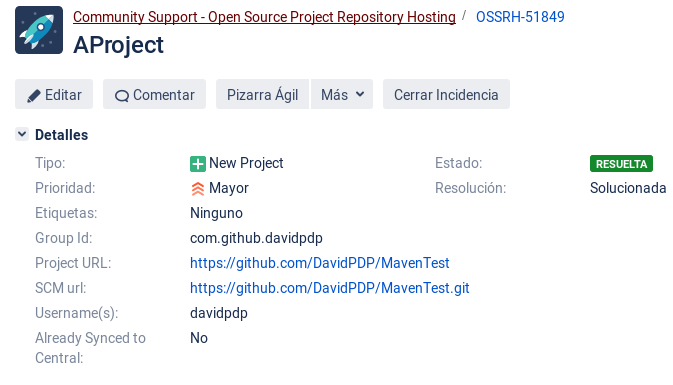 Community Support - Open Source Project Repository Hosting / OSSRH-51849
AProject
Editar Comentar Pizarra Ágil Más Cerrar Incidencia
Detalles
Tipo: New Project Estado: RESUELTA
Prioridad: Mayor Resolución: Solucionada
Etiquetas: Ninguno
Group Id: com.github.davidpdp
Project URL: https://github.com/DavidPDP/MavenTest
SCM url: https://github.com/DavidPDP/MavenTest.git
Username(s): davidpdp
Already Synced to No
Central: